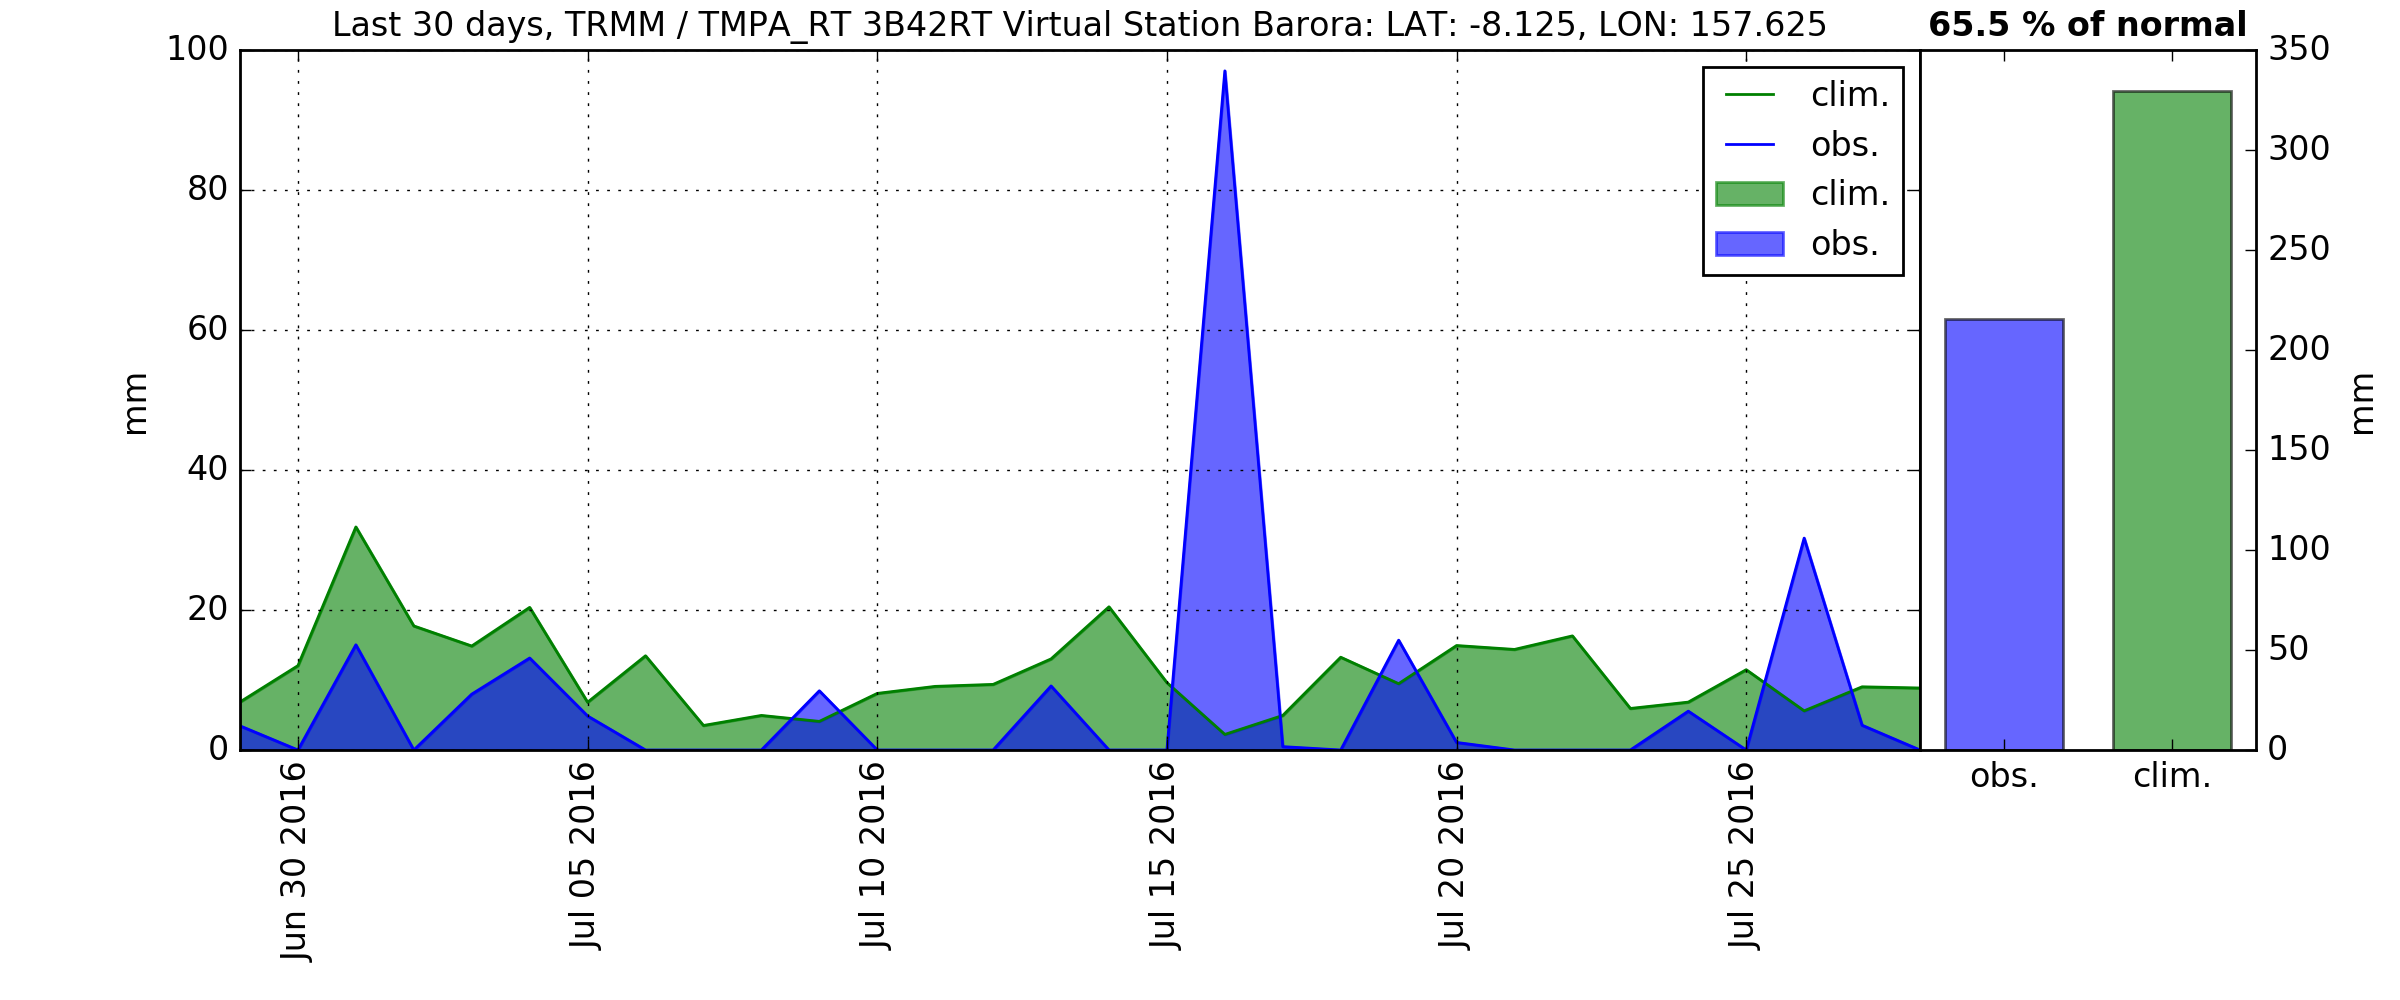 Last 30 days, TRMM / TMPA_RT 3B42RT Virtual Station Barora: LAT: -8.125, LON: 157.625
65.5 % of normal
100
80
60
40
20
0
mm
clim.
obs.
clim.
obs.
Jun 30 2016
Jul 05 2016
Jul 10 2016
Jul 15 2016
Jul 20 2016
Jul 25 2016
obs.
clim.
350
300
250
200
150
100
50
0
mm